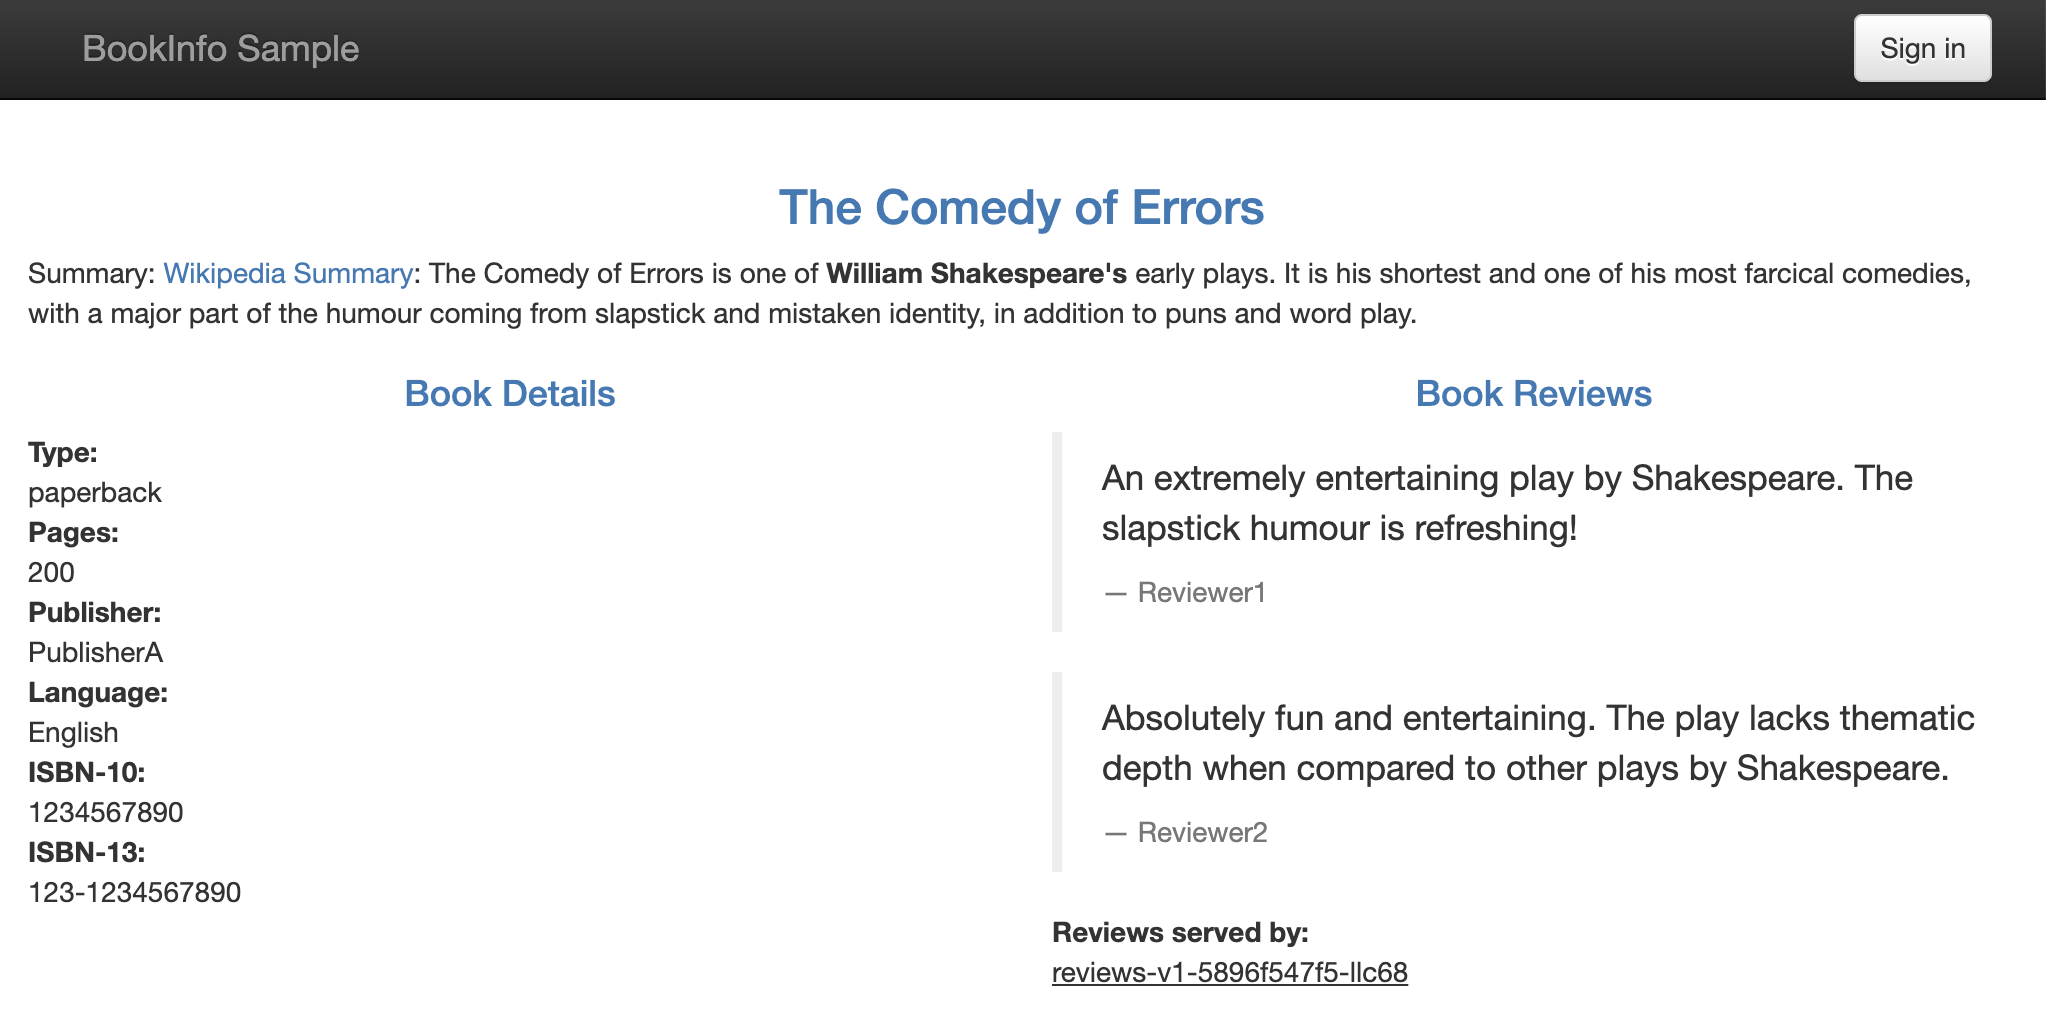 BookInfo Sample
Sign in
The Comedy of Errors
Summary: Wikipedia Summary: The Comedy of Errors is one of William Shakespeare's early plays. It is his shortest and one of his most farcical comedies,
with a major part of the humour coming from slapstick and mistaken identity, in addition to puns and word play.
Book Details
Type:
paperback
Pages:
200
Publisher:
PublisherA
Language:
English
ISBN-10:
1234567890
ISBN-13:
123-1234567890
Book Reviews
An extremely entertaining play by Shakespeare. The
slapstick humour is refreshing!
— Reviewer1
Absolutely fun and entertaining. The play lacks thematic
depth when compared to other plays by Shakespeare.
— Reviewer2
Reviews served by:
reviews-v1-5896f547f5-llc68